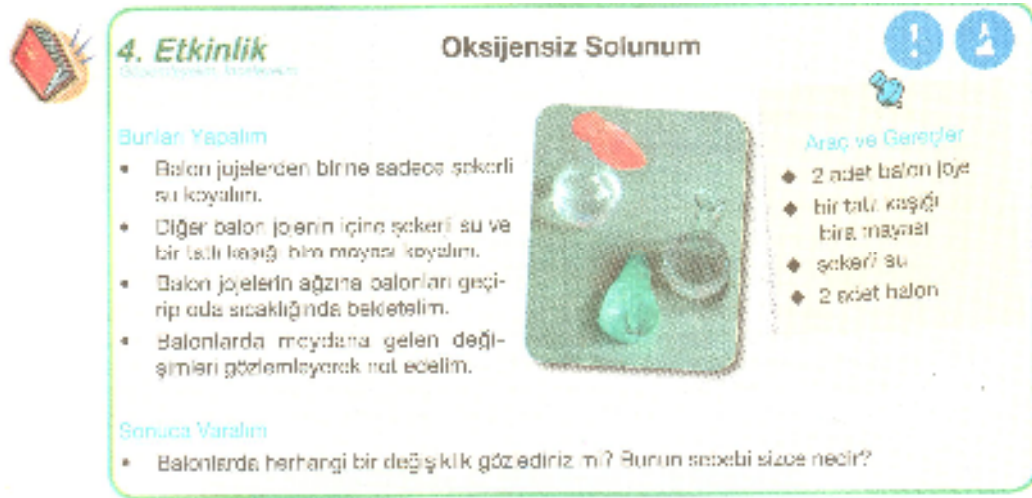 4. Etkinlik
Oksijensiz Solunum
Gözlemleyelim, İnceleyelim
Bunları Yapalım
• Balon jojelerden birine sadece şekerli
su koyalım.
• Diğer balon jojenin içine şekerli su ve
bir tatlı kaşığı bira mayası koyalım.
• Balon jojelerin ağzına balonları geçi-
rip oda sıcaklığında bekletelim.
• Balonlarda meydana gelen deği-
şimleri gözlemleyerek not edelim.
Araç ve Gereçler
◆ 2 adet balon joje
◆ bir tatlı kaşığı
bira mayası
◆ şekerli su
◆ 2 adet balon
Sonuca Varalım
• Balonlarda herhangi bir değişiklik gözlediniz mi? Bunun sebebi sizce nedir?